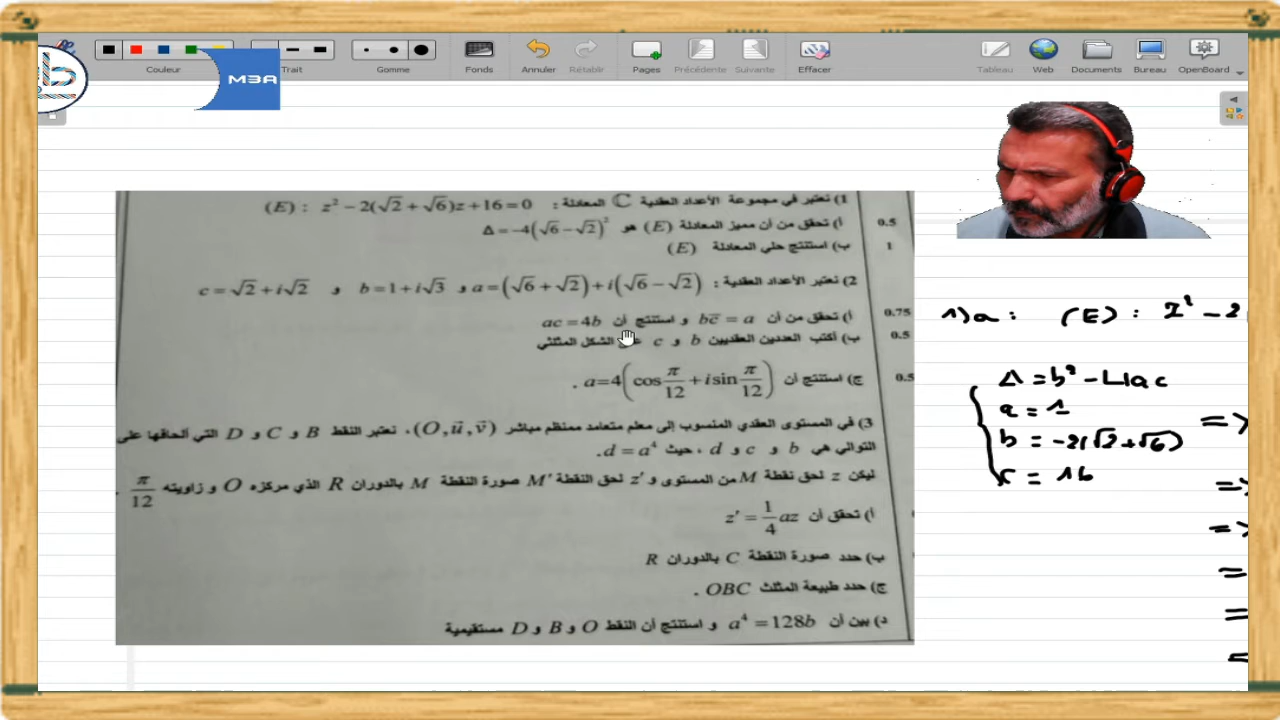 Couleur
Trait
Gomme
Fonds
Annuler
Rétablir
Pages
Précédente
Suivante
Effacer
Tableau
Web
Documents
Bureau
OpenBoard
b
MBA
1) نعتبر في مجموعة الأعداد العقدية ℂ المعادلة : (E) : z² − 2(√2 + √6)z + 16 = 0
0.5 أ) تحقق من أن مميز المعادلة (E) هو Δ = −4(√6 − √2)²
1 ب) استنتج حلي المعادلة (E)
2) نعتبر الأعداد العقدية : a = (√6 + √2) + i(√6 − √2) و b = 1 + i√3 و c = √2 + i√2
0.75 أ) تحقق من أن bc̄ = a و استنتج أن ac = 4b
0.5 ب) أكتب العددين العقديين b و c الشكل المثلثي
0.5 ج) استنتج أن a = 4(cos π/12 + i sin π/12) .
3) في المستوى العقدي المنسوب إلى معلم متعامد ممنظم مباشر (O, u⃗, v⃗)، نعتبر النقط B و C و D التي ألحاقها على
التوالي هي b و c و d ، حيث d = a⁴.
ليكن z لحق نقطة M من المستوى و z' لحق النقطة M' صورة النقطة M بالدوران R الذي مركزه O و زاويته π/12 .
أ) تحقق أن z' = 1/4 az
ب) حدد صورة النقطة C بالدوران R
ج) حدد طبيعة المثلث OBC .
د) بين أن a⁴ = 128b و استنتج أن النقط O و B و D مستقيمية
1) a : (E) : z² − 2
Δ = b² − 4ac
a = 1
b = −2(√2+√6)
c = 16
=>
=>
=>
=
=